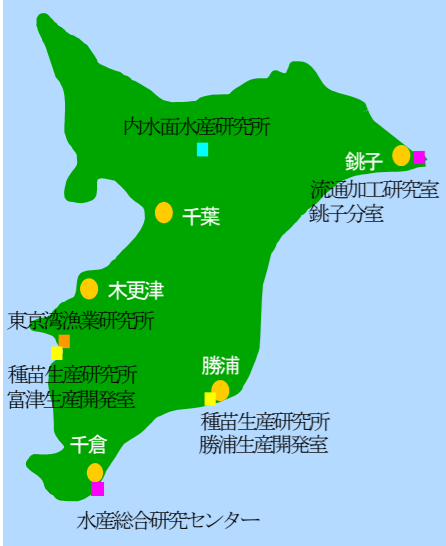 内水面水産研究所
銚子
流通加工研究室
銚子分室
千葉
木更津
東京湾漁業研究所
種苗生産研究所
富津生産開発室
勝浦
種苗生産研究所
勝浦生産開発室
千倉
水産総合研究センター